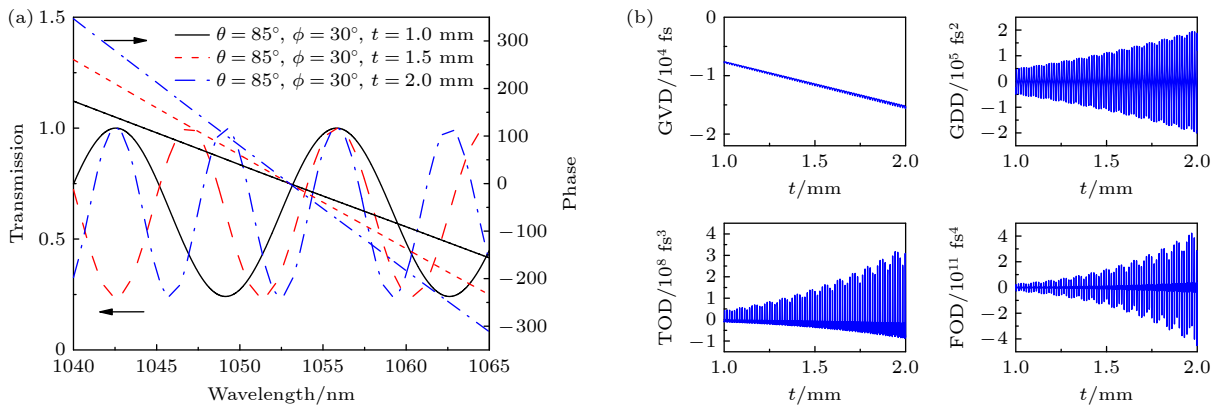 (a)
θ = 85°, ϕ = 30°, t = 1.0 mm
θ = 85°, ϕ = 30°, t = 1.5 mm
θ = 85°, ϕ = 30°, t = 2.0 mm
Transmission
1.5
1.0
0.5
0
Phase
300
200
100
0
−100
−200
−300
1040 1045 1050 1055 1060 1065
Wavelength/nm
(b)
GVD/10⁴ fs
0
−1
−2
1.0 1.5 2.0
t/mm
GDD/10⁵ fs²
2
1
0
−1
−2
1.0 1.5 2.0
t/mm
TOD/10⁸ fs³
4
3
2
1
0
−1
1.0 1.5 2.0
t/mm
FOD/10¹¹ fs⁴
4
2
0
−2
−4
1.0 1.5 2.0
t/mm